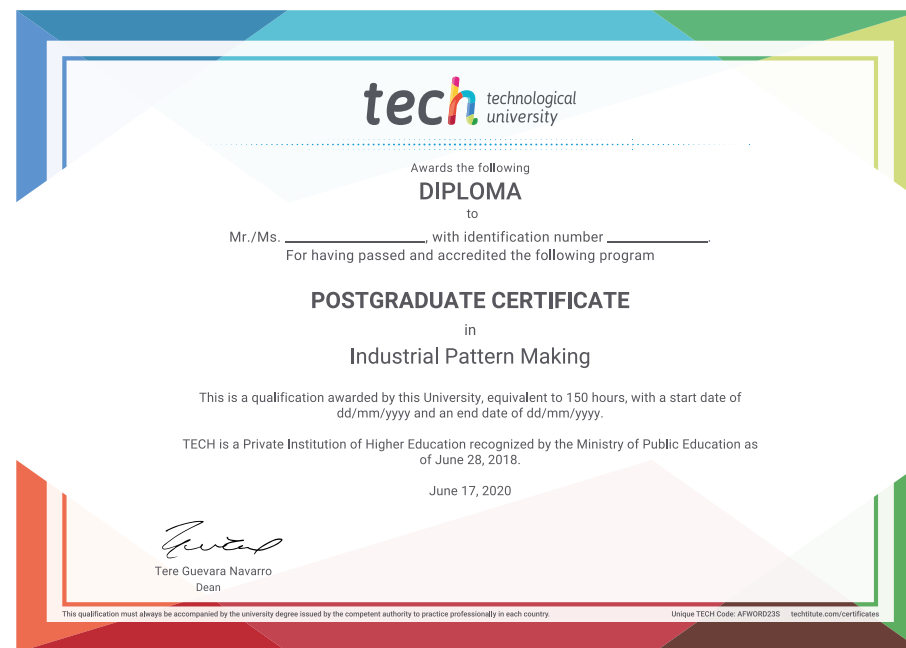 tech technological
university
Awards the following
DIPLOMA
to
Mr./Ms. ____________________, with identification number ______________.
For having passed and accredited the following program
POSTGRADUATE CERTIFICATE
in
Industrial Pattern Making
This is a qualification awarded by this University, equivalent to 150 hours, with a start date of
dd/mm/yyyy and an end date of dd/mm/yyyy.
TECH is a Private Institution of Higher Education recognized by the Ministry of Public Education as
of June 28, 2018.
June 17, 2020
Tere Guevara Navarro
Dean
This qualification must always be accompanied by the university degree issued by the competent authority to practice professionally in each country.
Unique TECH Code: AFWORD23S techtitute.com/certificates